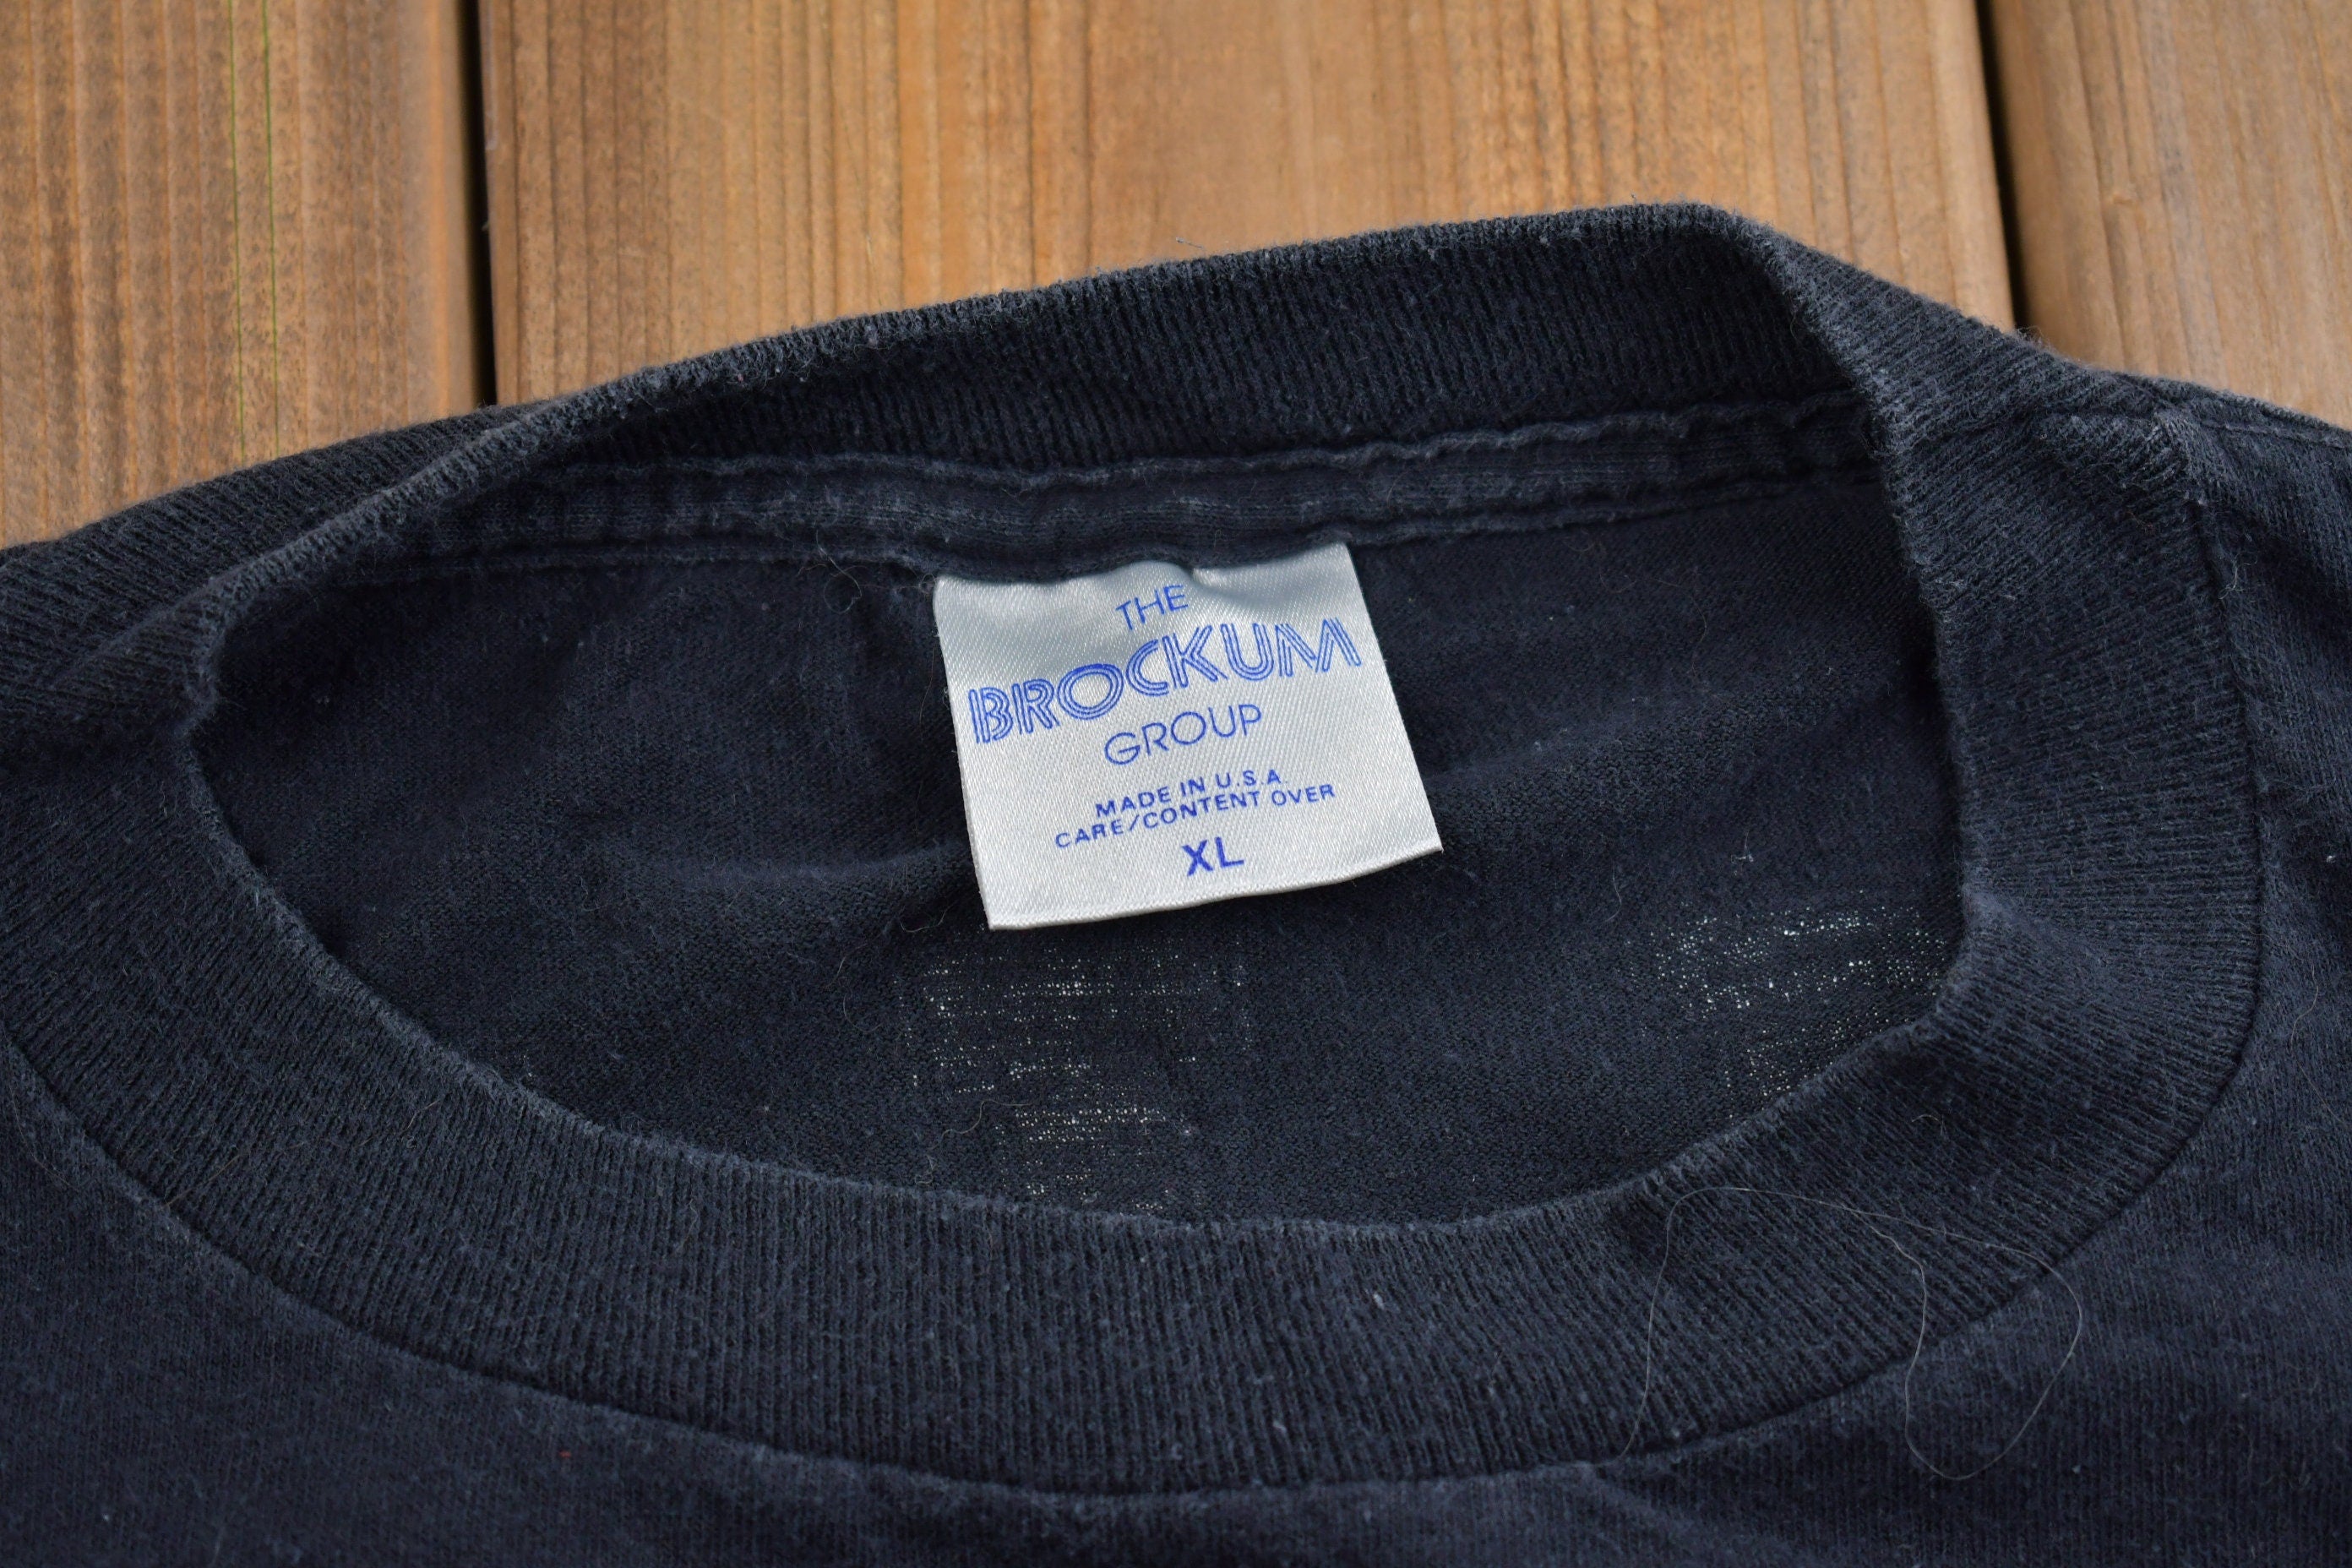 THE
BROCKUM
GROUP
MADE IN U.S.A.
CARE/CONTENT OVER
XL